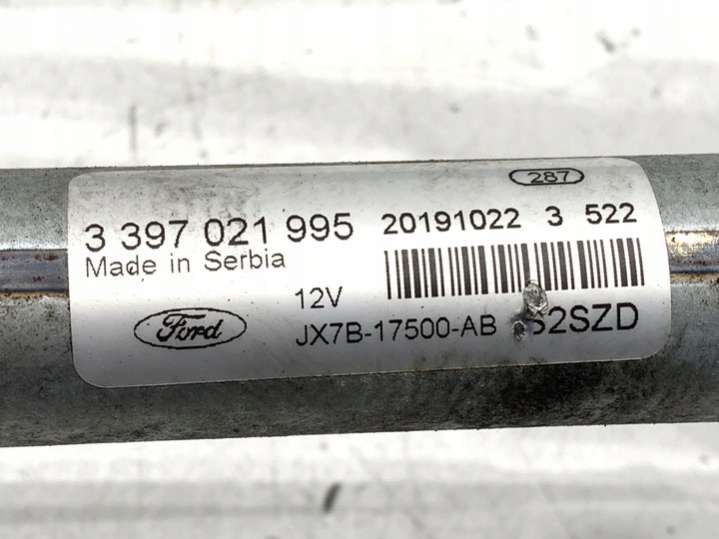 287
3 397 021 995 20191022 3 522
Made in Serbia
12V
Ford JX7B-17500-AB